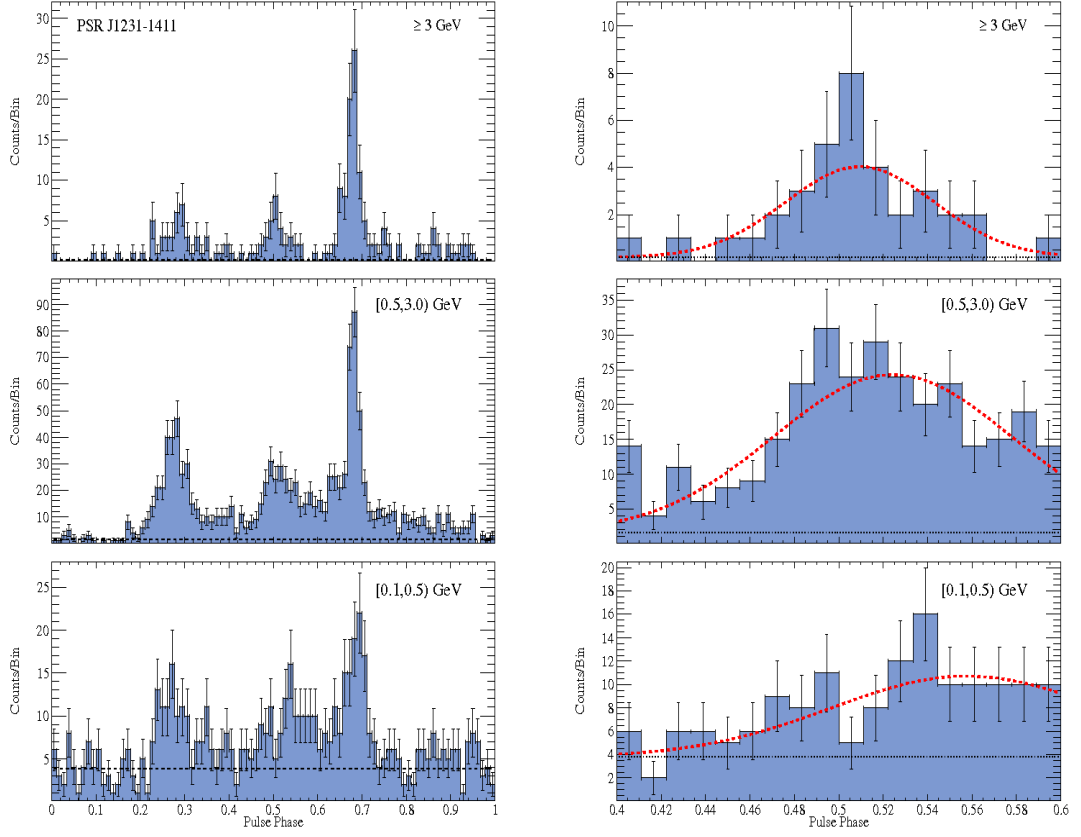 PSR J1231-1411
≥ 3 GeV
Counts/Bin
30
25
20
15
10
5
≥ 3 GeV
Counts/Bin
10
8
6
4
2
[0.5,3.0) GeV
Counts/Bin
90
80
70
60
50
40
30
20
10
[0.5,3.0) GeV
Counts/Bin
35
30
25
20
15
10
5
[0.1,0.5) GeV
Counts/Bin
25
20
15
10
5
0 0.1 0.2 0.3 0.4 0.5 0.6 0.7 0.8 0.9 1
Pulse Phase
[0.1,0.5) GeV
Counts/Bin
20
18
16
14
12
10
8
6
4
2
0.4 0.42 0.44 0.46 0.48 0.5 0.52 0.54 0.56 0.58 0.6
Pulse Phase